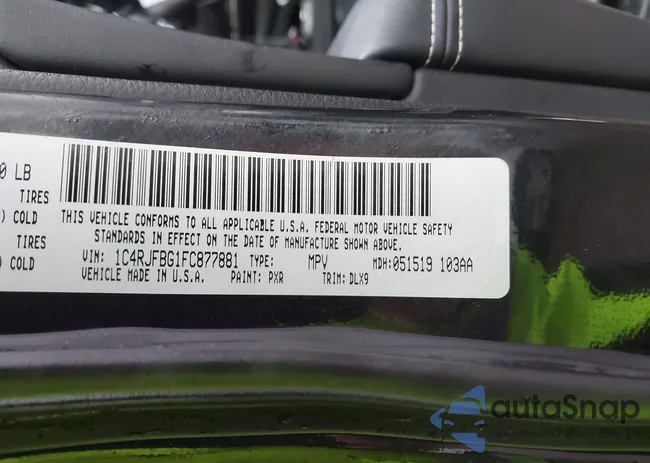 0 LB
TIRES
) COLD
TIRES
) COLD
THIS VEHICLE CONFORMS TO ALL APPLICABLE U.S.A. FEDERAL MOTOR VEHICLE SAFETY
STANDARDS IN EFFECT ON THE DATE OF MANUFACTURE SHOWN ABOVE.
VIN: 1C4RJFBG1FC877881 TYPE: MPV MDH: 051519 103AA
VEHICLE MADE IN U.S.A. PAINT: PXR TRIM: DLX9
autaSnap